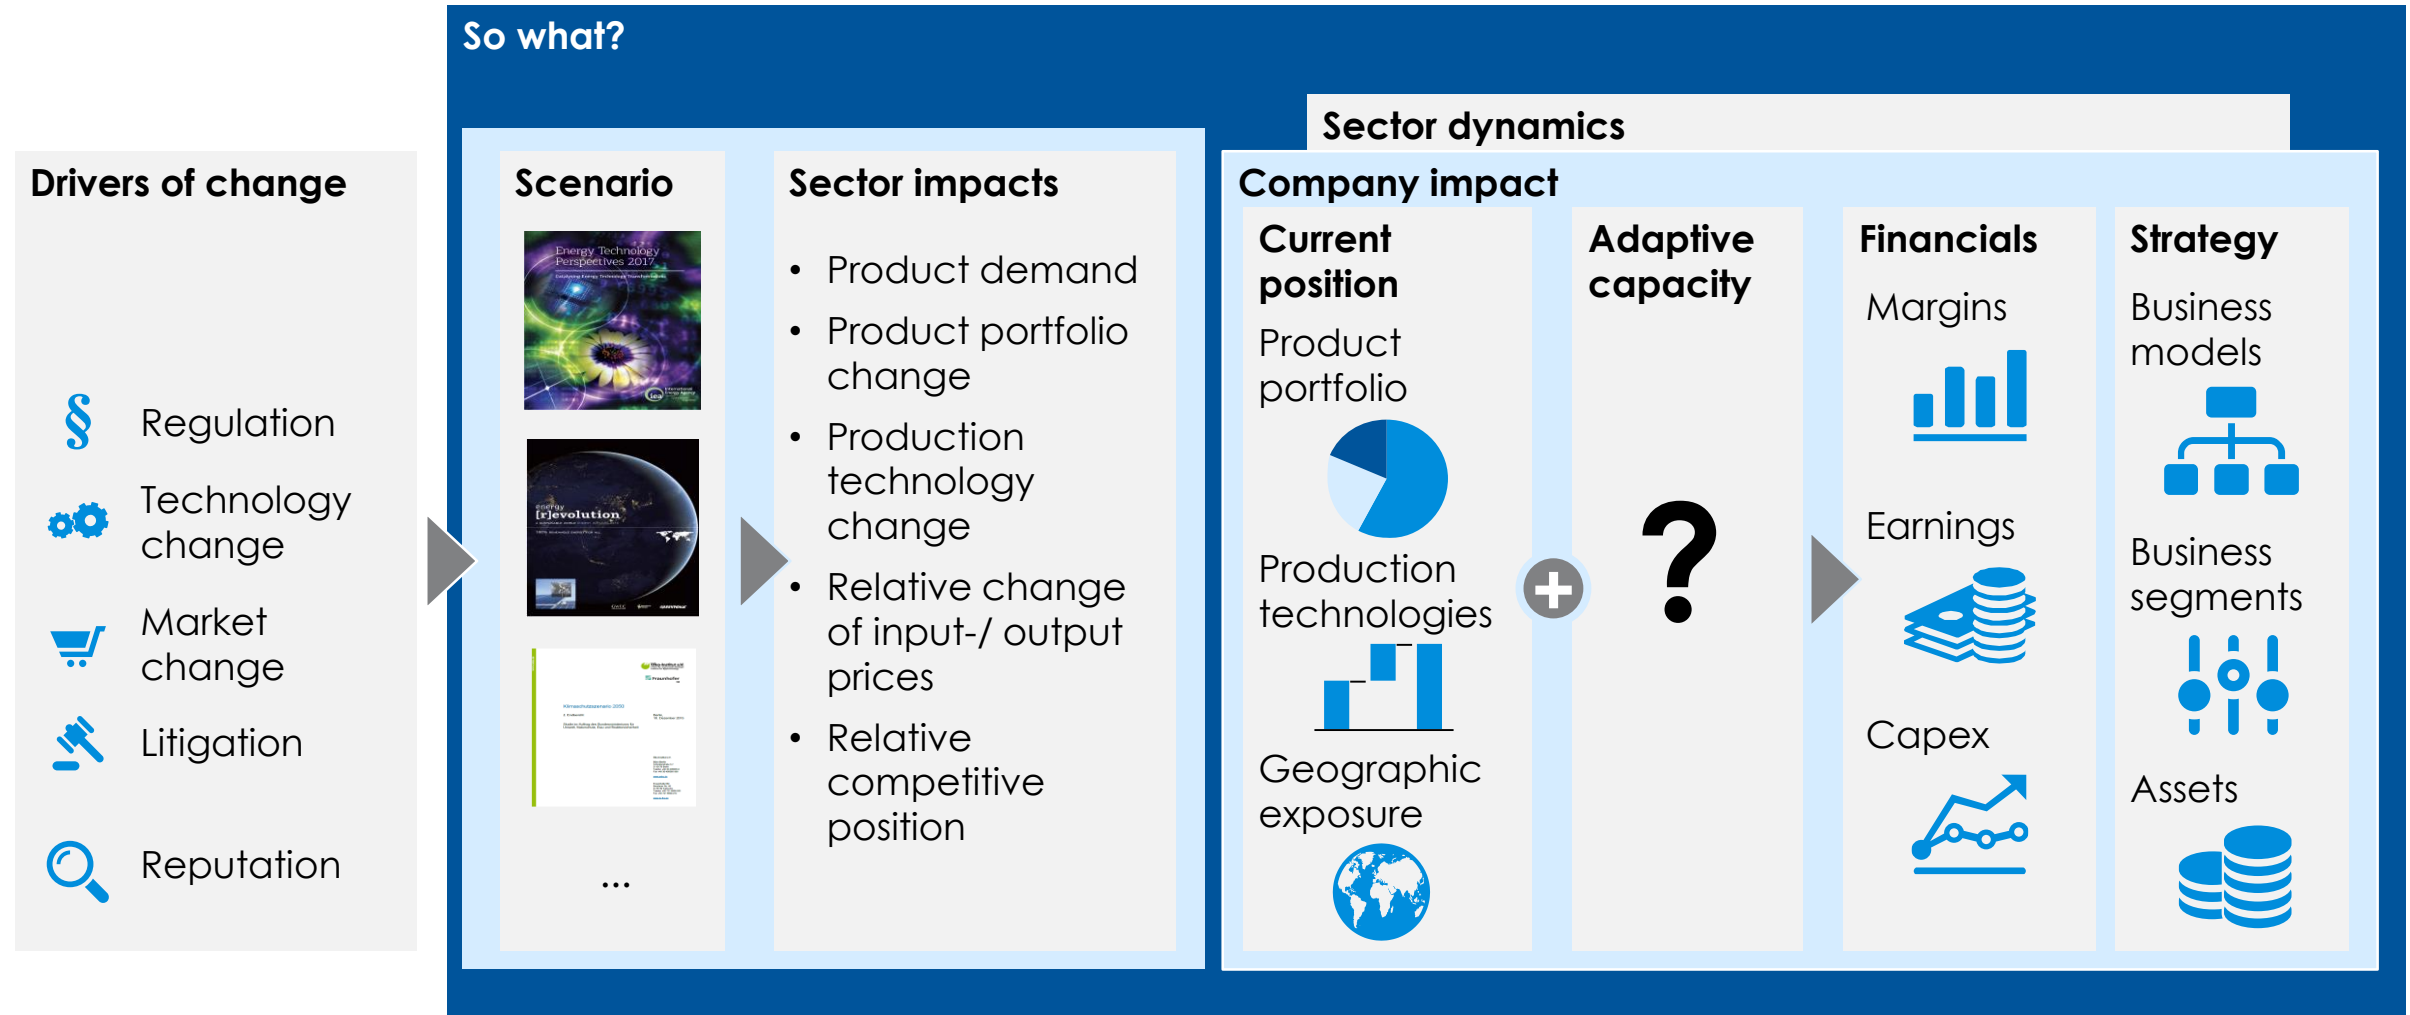 So what?
Drivers of change
Regulation
Technology
change
Market
change
Litigation
Reputation
Scenario
Energy Technology
Perspectives 2017
energy
[r]evolution
Klimaschutzszenario 2050
Fraunhofer
...
Sector impacts
• Product demand
• Product portfolio
change
• Production
technology
change
• Relative change
of input-/ output
prices
• Relative
competitive
position
Sector dynamics
Company impact
Current
position
Product
portfolio
Production
technologies
Geographic
exposure
Adaptive
capacity
?
Financials
Margins
Earnings
Capex
Strategy
Business
models
Business
segments
Assets